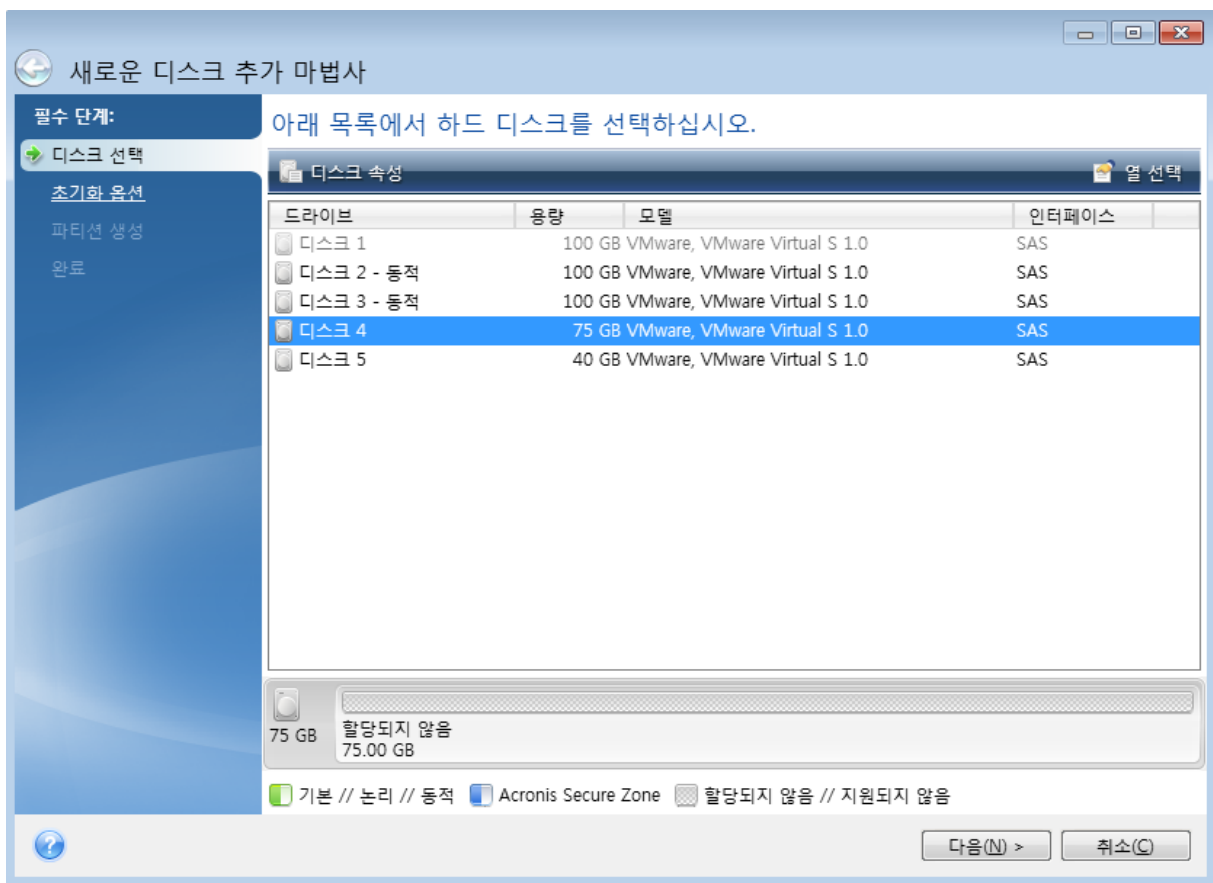 새로운 디스크 추가 마법사
필수 단계:
디스크 선택
초기화 옵션
파티션 생성
완료
아래 목록에서 하드 디스크를 선택하십시오.
디스크 속성 열 선택
드라이브 용량 모델 인터페이스
디스크 1 100 GB VMware, VMware Virtual S 1.0 SAS
디스크 2 - 동적 100 GB VMware, VMware Virtual S 1.0 SAS
디스크 3 - 동적 100 GB VMware, VMware Virtual S 1.0 SAS
디스크 4 75 GB VMware, VMware Virtual S 1.0 SAS
디스크 5 40 GB VMware, VMware Virtual S 1.0 SAS
75 GB
할당되지 않음
75.00 GB
기본 // 논리 // 동적 Acronis Secure Zone 할당되지 않음 // 지원되지 않음
다음(N) > 취소(C)